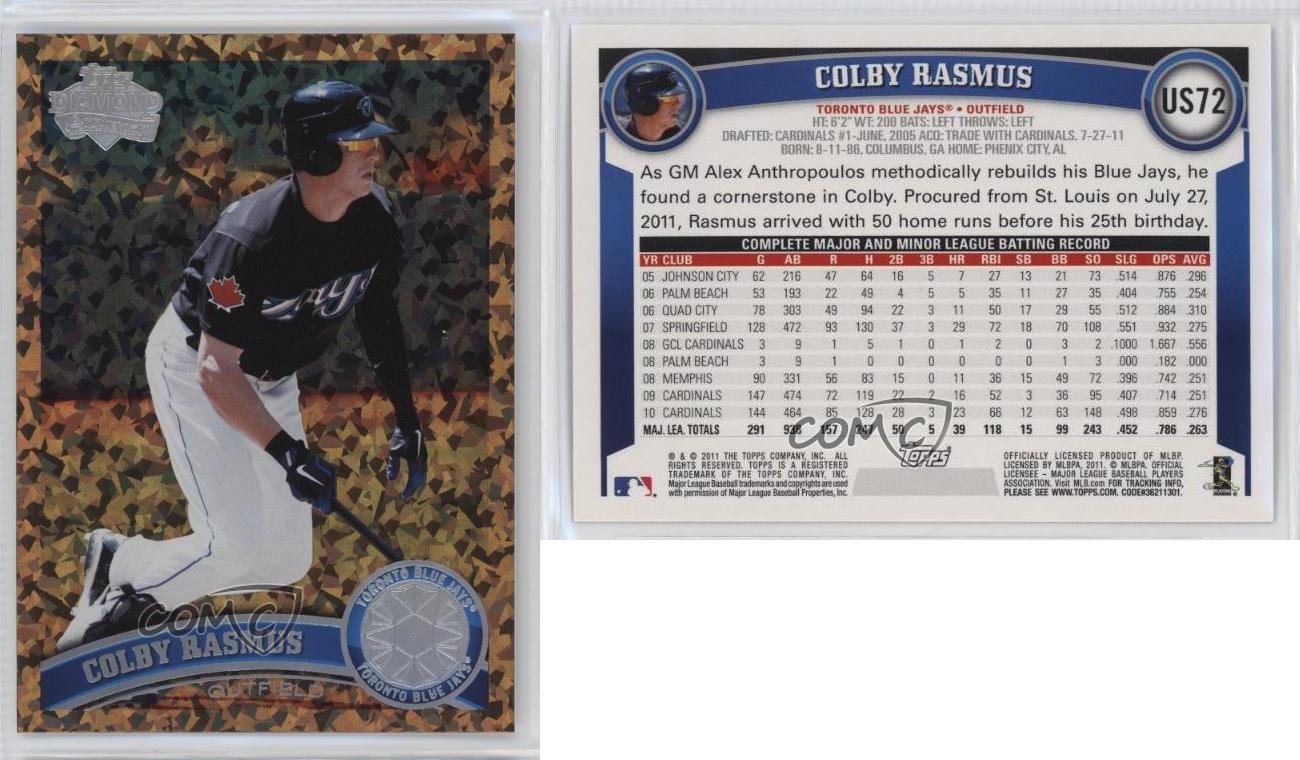 TOPPS
DIAMOND
Anniversary
Jays
TORONTO BLUE JAYS®
COMC
COLBY RASMUS
TORONTO BLUE JAYS®
OUTFIELD
COLBY RASMUS
US72
TORONTO BLUE JAYS® • OUTFIELD
HT: 6'2" WT: 200 BATS: LEFT THROWS: LEFT
DRAFTED: CARDINALS #1-JUNE, 2005 ACQ: TRADE WITH CARDINALS, 7-27-11
BORN: 8-11-86, COLUMBUS, GA HOME: PHENIX CITY, AL
As GM Alex Anthropoulos methodically rebuilds his Blue Jays, he
found a cornerstone in Colby. Procured from St. Louis on July 27,
2011, Rasmus arrived with 50 home runs before his 25th birthday.
COMPLETE MAJOR AND MINOR LEAGUE BATTING RECORD
YR CLUB G AB R H 2B 3B HR RBI SB BB SO SLG OPS AVG
05 JOHNSON CITY 62 216 47 64 16 5 7 27 13 21 73 .514 .876 .296
06 PALM BEACH 53 193 22 49 4 5 5 35 11 27 35 .404 .755 .254
06 QUAD CITY 78 303 49 94 22 3 11 50 17 29 55 .512 .884 .310
07 SPRINGFIELD 128 472 93 130 37 3 29 72 18 70 108 .551 .932 .275
08 GCL CARDINALS 3 9 1 5 1 0 1 2 0 3 2 .1000 1.667 .556
08 PALM BEACH 3 9 1 0 0 0 0 0 0 1 3 .000 .182 .000
08 MEMPHIS 90 331 56 83 15 0 11 36 15 49 72 .396 .742 .251
09 CARDINALS 147 474 72 119 22 2 16 52 3 36 95 .407 .714 .251
10 CARDINALS 144 464 85 128 28 3 23 66 12 63 148 .498 .859 .276
MAJ. LEA. TOTALS 291 938 157 247 50 5 39 118 15 99 243 .452 .786 .263
COMC
TOPPS
® & © 2011 THE TOPPS COMPANY, INC. ALL
RIGHTS RESERVED. TOPPS IS A REGISTERED
TRADEMARK OF THE TOPPS COMPANY, INC.
Major League Baseball trademarks and copyrights are used
with permission of Major League Baseball Properties, Inc.
OFFICIALLY LICENSED PRODUCT OF MLBP.
LICENSED BY MLBPA, 2011. © MLBPA. OFFICIAL
LICENSEE - MAJOR LEAGUE BASEBALL PLAYERS
ASSOCIATION. Visit MLB.com FOR TRACKING INFO,
PLEASE SEE WWW.TOPPS.COM. CODE#36211301.